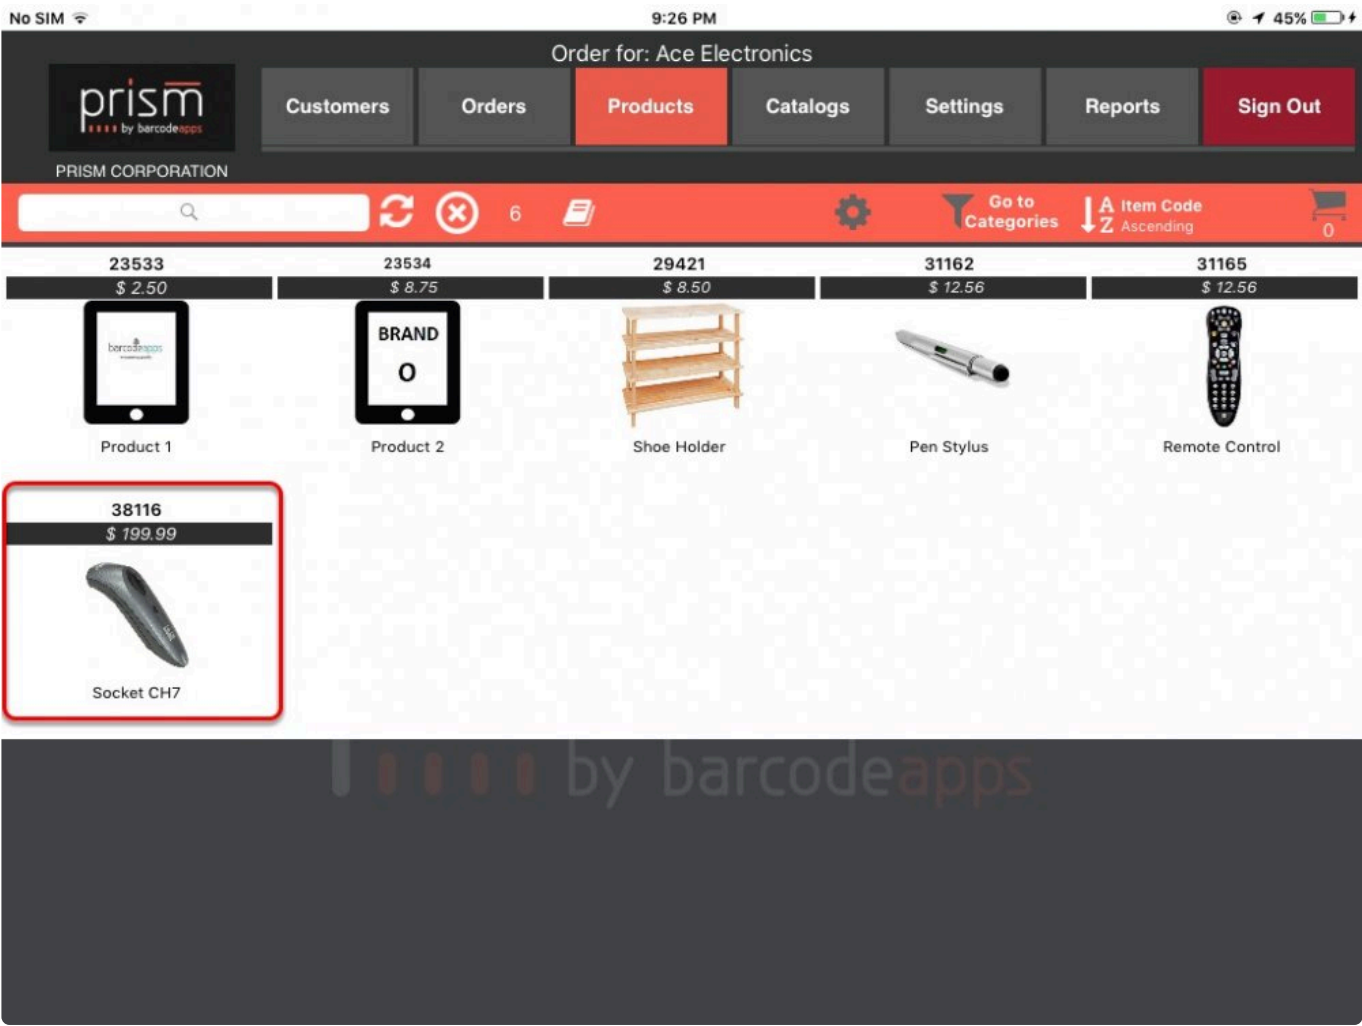 No SIM 9:26 PM 45%
Order for: Ace Electronics
prism
by barcodeapps
PRISM CORPORATION
Customers Orders Products Catalogs Settings Reports Sign Out
6 Go to Categories A Z Item Code Ascending 0
23533 23534 29421 31162 31165
$ 2.50 $ 8.75 $ 8.50 $ 12.56 $ 12.56
barcodeapps
BRAND
O
Product 1 Product 2 Shoe Holder Pen Stylus Remote Control
38116
$ 199.99
Socket CH7
by barcodeapps